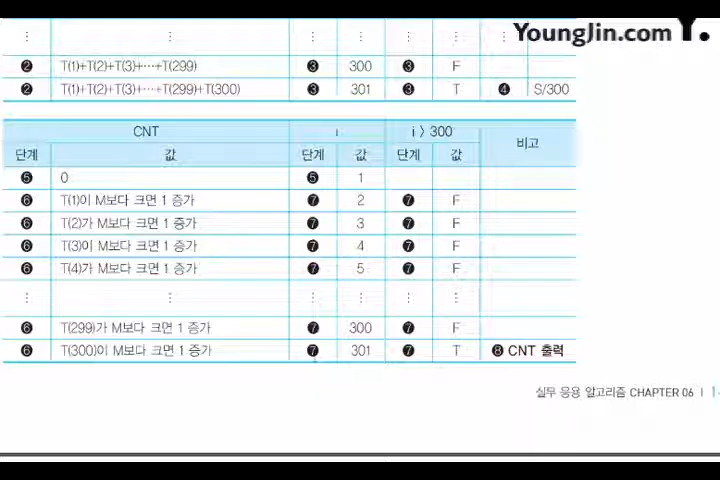 YoungJin.com Y.
⋮ ⋮ ⋮ ⋮ ⋮ ⋮ ⋮
❷ T(1)+T(2)+T(3)+⋯+T(299) ❸ 300 ❸ F
❷ T(1)+T(2)+T(3)+⋯+T(299)+T(300) ❸ 301 ❸ T ❹ S/300
CNT i i > 300 비고
단계 값 단계 값 단계 값
❺ 0 ❺ 1
❻ T(1)이 M보다 크면 1 증가 ❼ 2 ❼ F
❻ T(2)가 M보다 크면 1 증가 ❼ 3 ❼ F
❻ T(3)이 M보다 크면 1 증가 ❼ 4 ❼ F
❻ T(4)가 M보다 크면 1 증가 ❼ 5 ❼ F
⋮ ⋮ ⋮ ⋮ ⋮ ⋮
❻ T(299)가 M보다 크면 1 증가 ❼ 300 ❼ F
❻ T(300)이 M보다 크면 1 증가 ❼ 301 ❼ T ❽ CNT 출력
실무 응용 알고리즘 CHAPTER 06 |